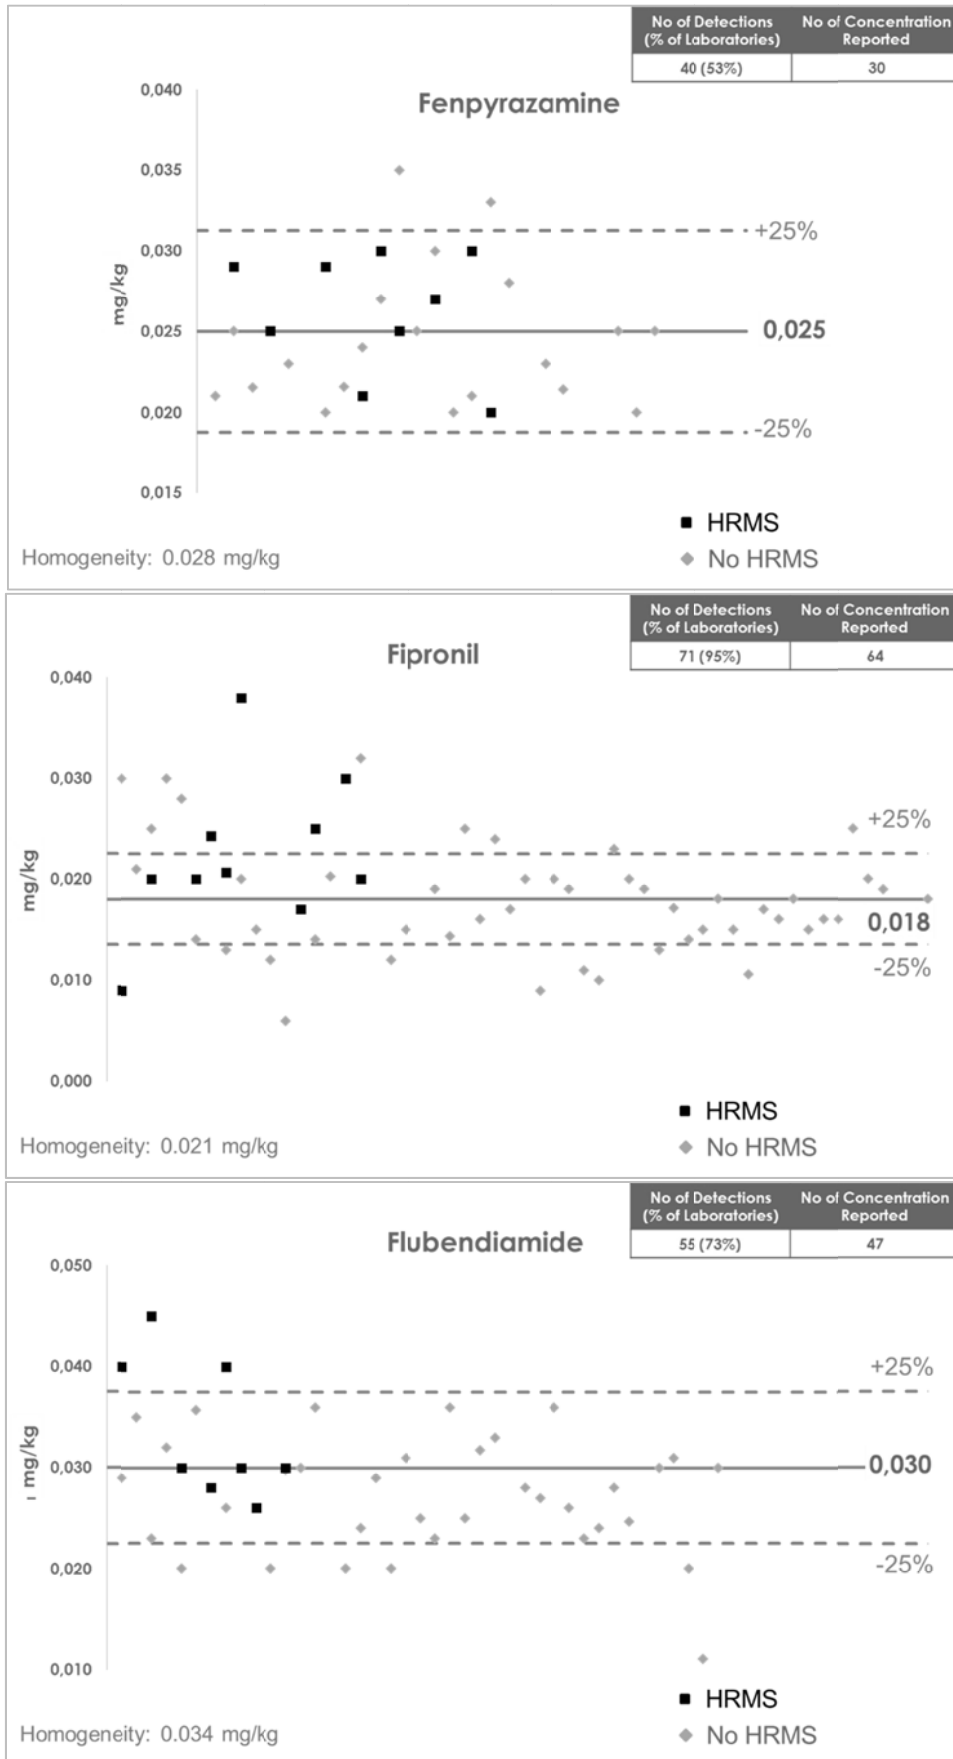 No of Detections
(% of Laboratories)
No of Concentration
Reported
40 (53%)
30
Fenpyrazamine
0,040
0,035
0,030
0,025
0,020
0,015
mg/kg
+25%
0,025
-25%
HRMS
No HRMS
Homogeneity: 0.028 mg/kg
No of Detections
(% of Laboratories)
No of Concentration
Reported
71 (95%)
64
Fipronil
0,040
0,030
0,020
0,010
0,000
mg/kg
+25%
0,018
-25%
HRMS
No HRMS
Homogeneity: 0.021 mg/kg
No of Detections
(% of Laboratories)
No of Concentration
Reported
55 (73%)
47
Flubendiamide
0,050
0,040
0,030
0,020
0,010
mg/kg
+25%
0,030
-25%
HRMS
No HRMS
Homogeneity: 0.034 mg/kg